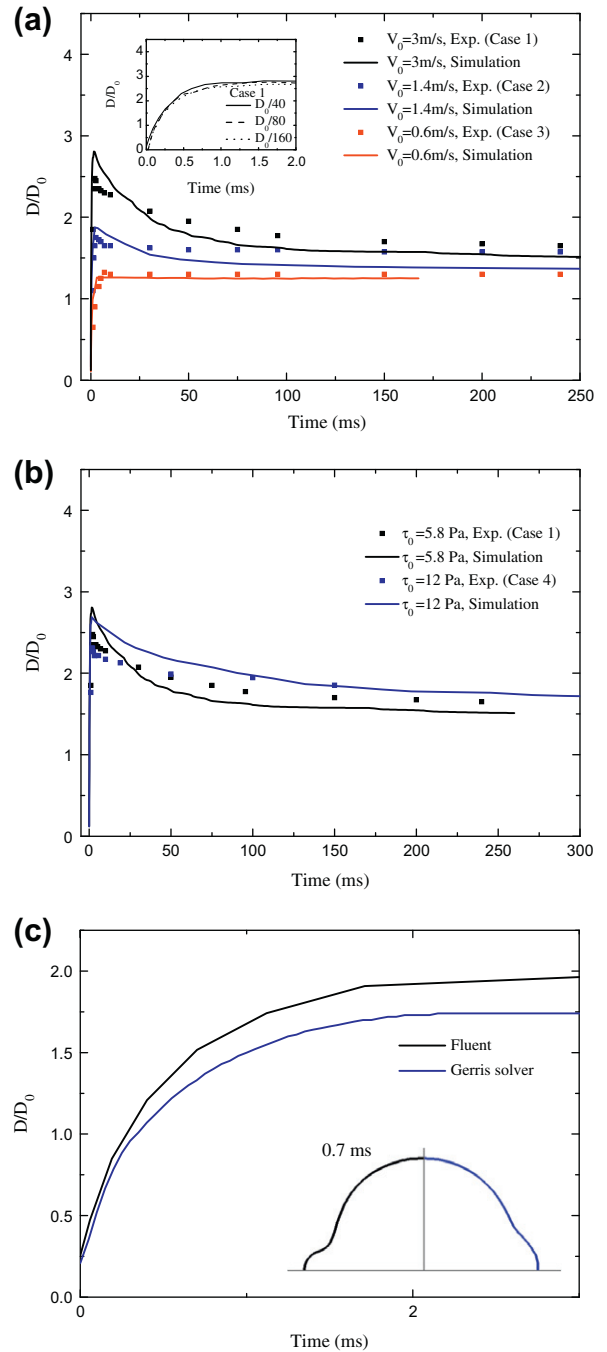 (a)
D/D₀
4
3
2
1
0
0 50 100 150 200 250
Time (ms)
V₀=3m/s, Exp. (Case 1)
V₀=3m/s, Simulation
V₀=1.4m/s, Exp. (Case 2)
V₀=1.4m/s, Simulation
V₀=0.6m/s, Exp. (Case 3)
V₀=0.6m/s, Simulation
D/D₀
4
3
2
1
0
0.0 0.5 1.0 1.5 2.0
Time (ms)
Case 1
D₀/40
D₀/80
D₀/160
(b)
D/D₀
4
3
2
1
0
0 50 100 150 200 250 300
Time (ms)
τ₀=5.8 Pa, Exp. (Case 1)
τ₀=5.8 Pa, Simulation
τ₀=12 Pa, Exp. (Case 4)
τ₀=12 Pa, Simulation
(c)
D/D₀
2.0
1.5
1.0
0.5
0.0
0 2
Time (ms)
Fluent
Gerris solver
0.7 ms